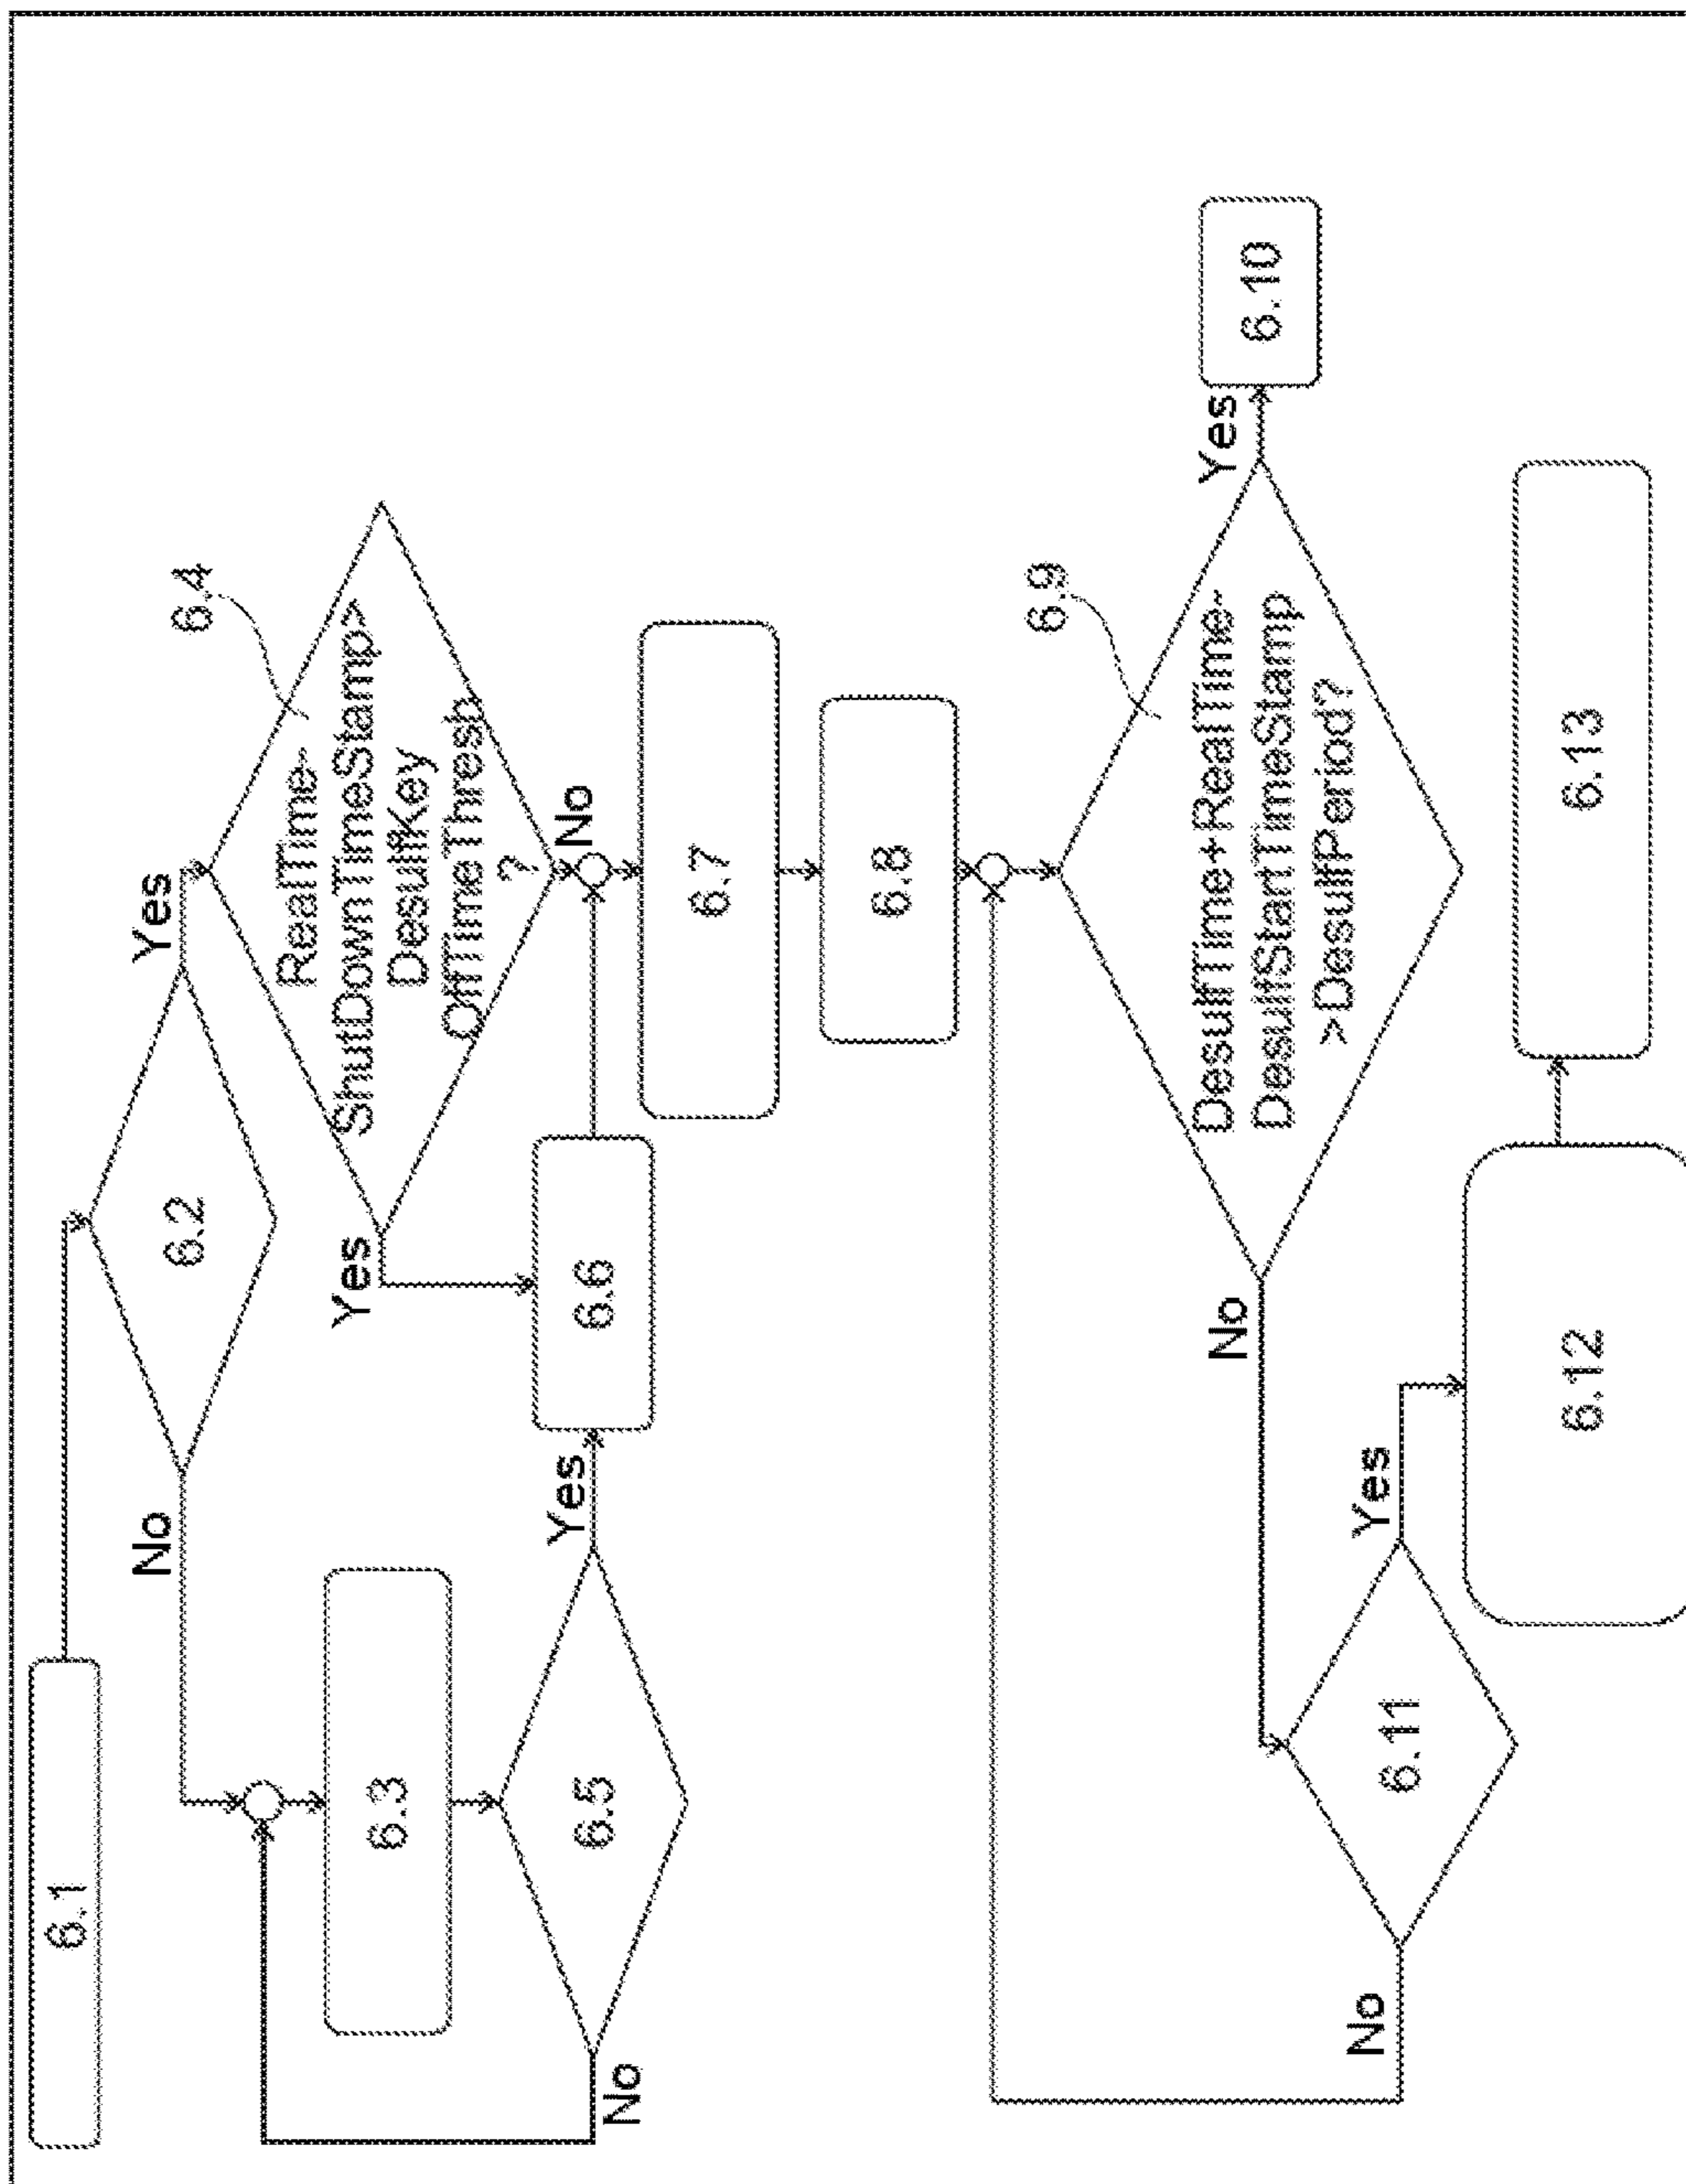 6.1
6.2
Yes
No
6.4
RealTime-
ShutDownTimeStamp>
DesulfKey
OffTimeThresh
?
Yes
No
6.3
6.5
Yes
No
6.6
6.7
6.8
6.9
DesulfTime+RealTime-
DesulfStartTimeStamp
>DesulfPeriod?
Yes
6.10
No
6.11
Yes
No
6.12
6.13